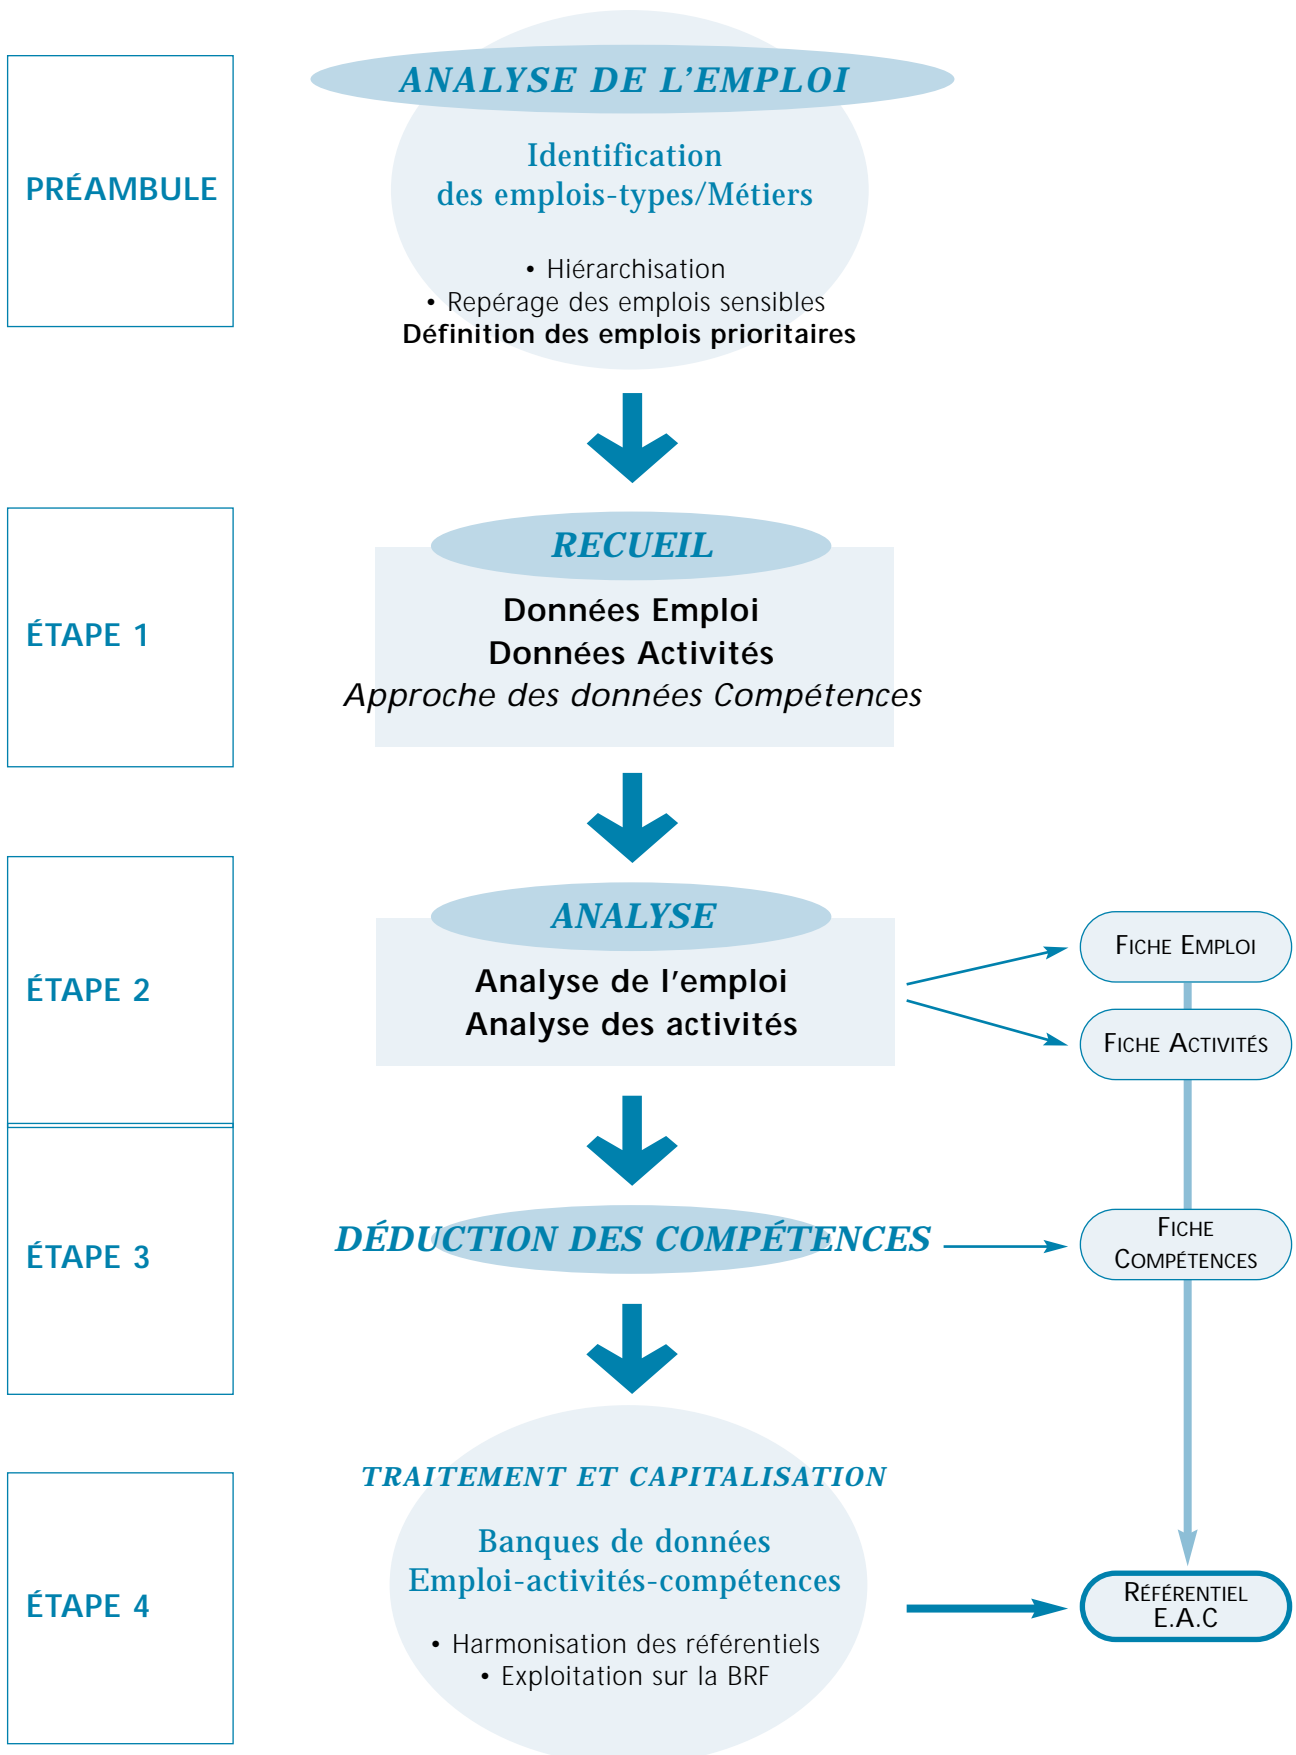 ANALYSE DE L'EMPLOI
PRÉAMBULE
Identification
des emplois-types/Métiers
• Hiérarchisation
• Repérage des emplois sensibles
Définition des emplois prioritaires
RECUEIL
ÉTAPE 1
Données Emploi
Données Activités
Approche des données Compétences
ANALYSE
ÉTAPE 2
Analyse de l'emploi
Analyse des activités
FICHE EMPLOI
FICHE ACTIVITÉS
ÉTAPE 3
DÉDUCTION DES COMPÉTENCES
FICHE
COMPÉTENCES
TRAITEMENT ET CAPITALISATION
ÉTAPE 4
Banques de données
Emploi-activités-compétences
• Harmonisation des référentiels
• Exploitation sur la BRF
RÉFÉRENTIEL
E.A.C